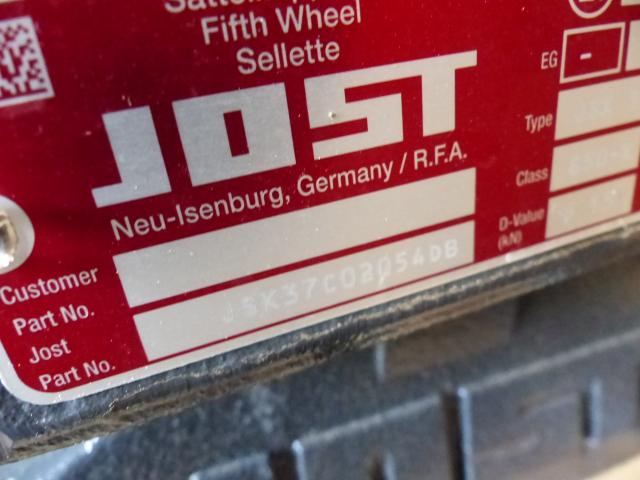 Fifth Wheel
Sellette
JOST
Neu-Isenburg, Germany / R.F.A.
Customer
Part No.
Jost
Part No.
JSK37C02054DB
EG -
Type
Class
D-Value
(kN)